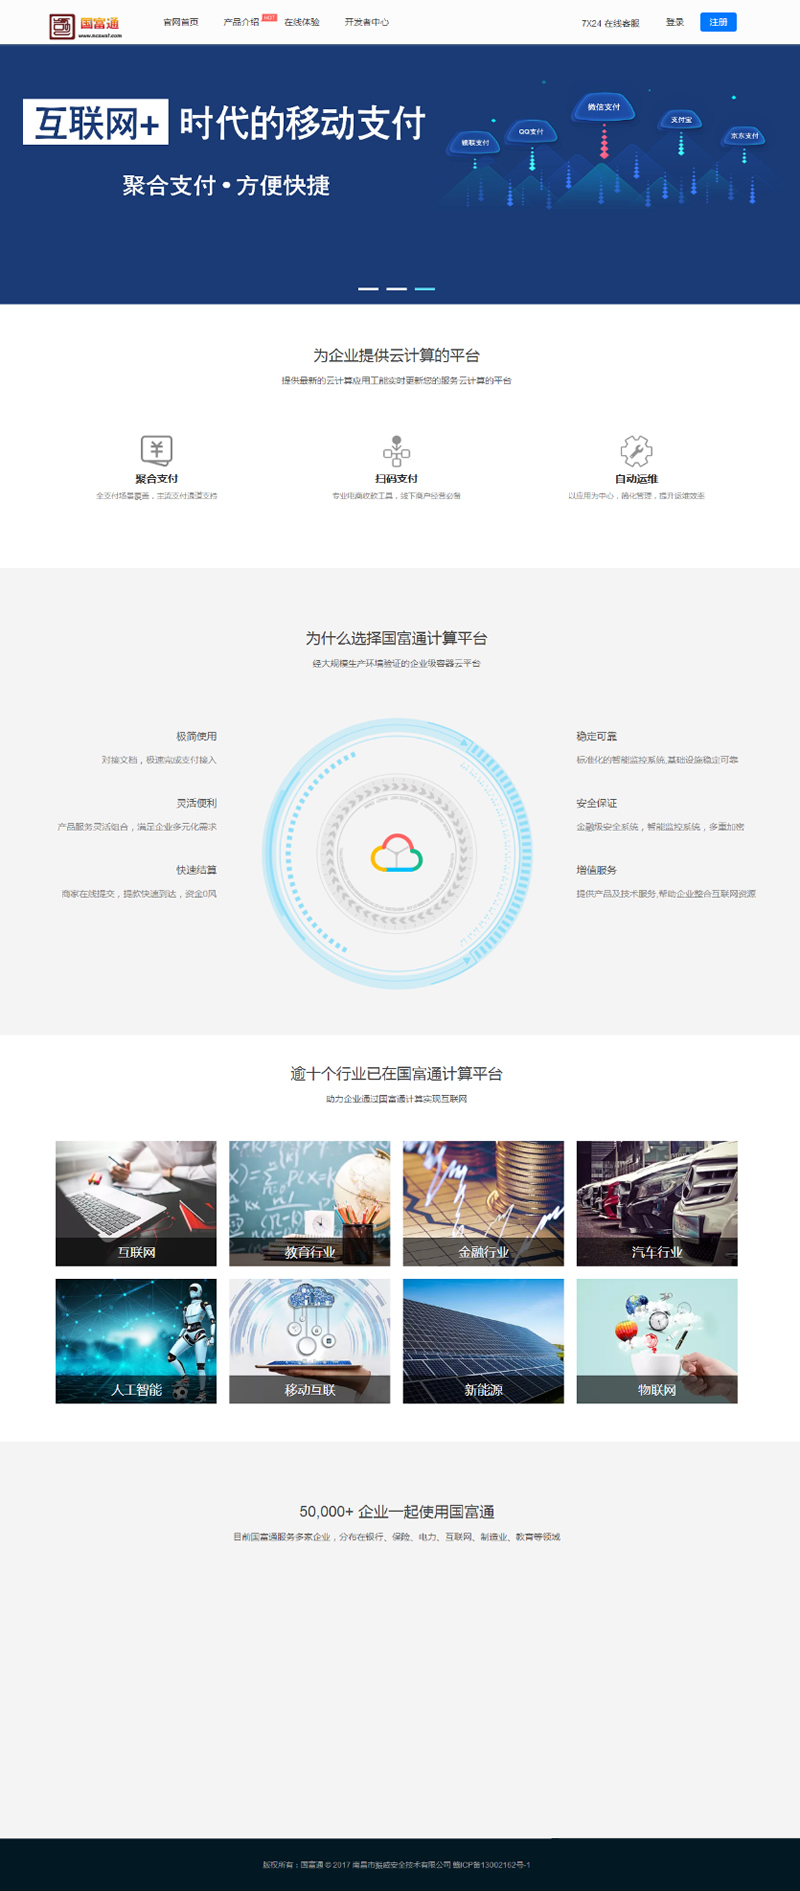 国富通
官网首页 产品介绍 HOT 在线体验 开发者中心 7X24 在线客服 登录 注册
互联网+ 时代的移动支付
聚合支付•方便快捷
银联支付 QQ支付 微信支付 支付宝 京东支付
为企业提供云计算的平台
提供最新的云计算应用工能实时更新您的服务云计算的平台
聚合支付 扫码支付 自动运维
全支付场景覆盖，主流支付通道支持
专业电商收款工具，线下商户经营必备
以应用为中心，简化管理，提升运维效率
为什么选择国富通计算平台
经大规模生产环境验证的企业级容器云平台
极简使用
对接文档，极速完成支付接入
灵活便利
产品服务灵活组合，满足企业多元化需求
快速结算
商家在线提交，提款快速到达，资金0风
稳定可靠
标准化的智能监控系统,基础设施稳定可靠
安全保证
金融级安全系统，智能监控系统，多重加密
增值服务
提供产品及技术服务,帮助企业整合互联网资源
逾十个行业已在国富通计算平台
助力企业通过国富通计算实现互联网
互联网 教育行业 金融行业 汽车行业
人工智能 移动互联 新能源 物联网
50,000+ 企业一起使用国富通
目前国富通服务多家企业，分布在银行、保险、电力、互联网、制造业、教育等领域
版权所有：国富通 © 2017 南昌市 安全技术有限公司 赣ICP备13002162号-1